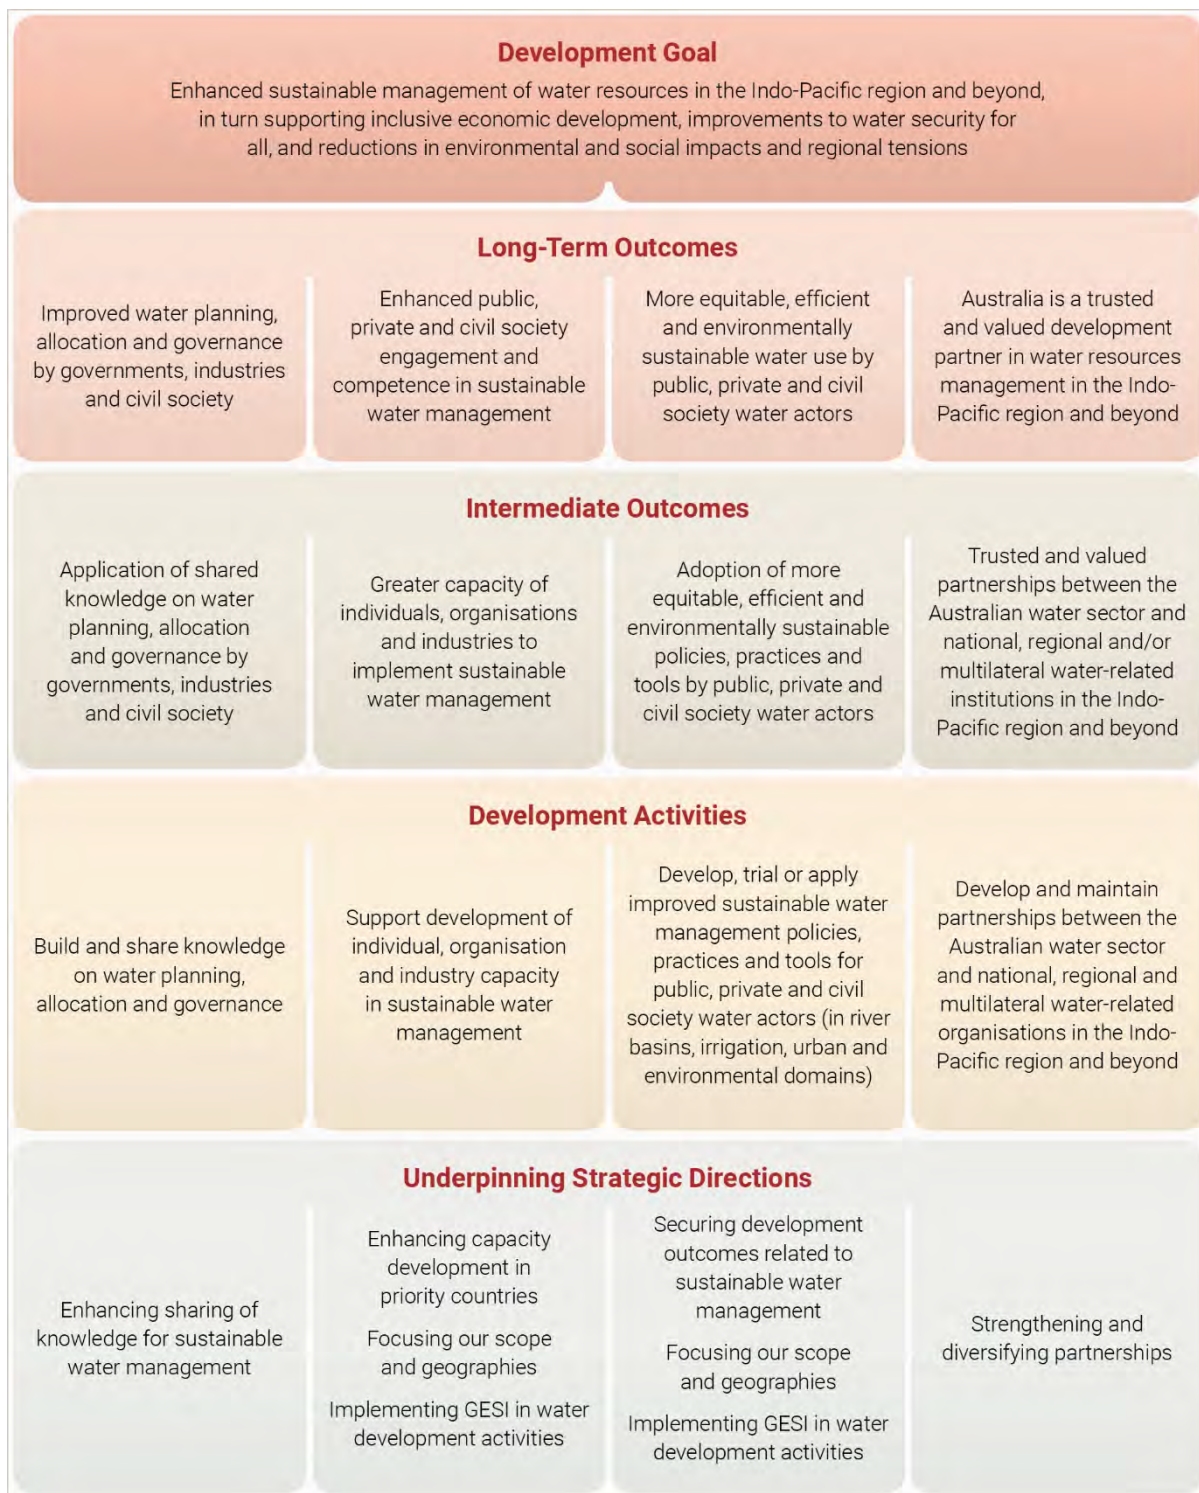 Development Goal
Enhanced sustainable management of water resources in the Indo-Pacific region and beyond,
in turn supporting inclusive economic development, improvements to water security for
all, and reductions in environmental and social impacts and regional tensions
Long-Term Outcomes
Improved water planning,
allocation and governance
by governments, industries
and civil society
Enhanced public,
private and civil society
engagement and
competence in sustainable
water management
More equitable, efficient
and environmentally
sustainable water use by
public, private and civil
society water actors
Australia is a trusted
and valued development
partner in water resources
management in the Indo-
Pacific region and beyond
Intermediate Outcomes
Application of shared
knowledge on water
planning, allocation
and governance by
governments, industries
and civil society
Greater capacity of
individuals, organisations
and industries to
implement sustainable
water management
Adoption of more
equitable, efficient and
environmentally sustainable
policies, practices and
tools by public, private and
civil society water actors
Trusted and valued
partnerships between the
Australian water sector and
national, regional and/or
multilateral water-related
institutions in the Indo-
Pacific region and beyond
Development Activities
Build and share knowledge
on water planning,
allocation and governance
Support development of
individual, organisation
and industry capacity
in sustainable water
management
Develop, trial or apply
improved sustainable water
management policies,
practices and tools for
public, private and civil
society water actors (in river
basins, irrigation, urban and
environmental domains)
Develop and maintain
partnerships between the
Australian water sector
and national, regional and
multilateral water-related
organisations in the Indo-
Pacific region and beyond
Underpinning Strategic Directions
Enhancing sharing of
knowledge for sustainable
water management
Enhancing capacity
development in
priority countries
Focusing our scope
and geographies
Implementing GESI in water
development activities
Securing development
outcomes related to
sustainable water
management
Focusing our scope
and geographies
Implementing GESI in water
development activities
Strengthening and
diversifying partnerships